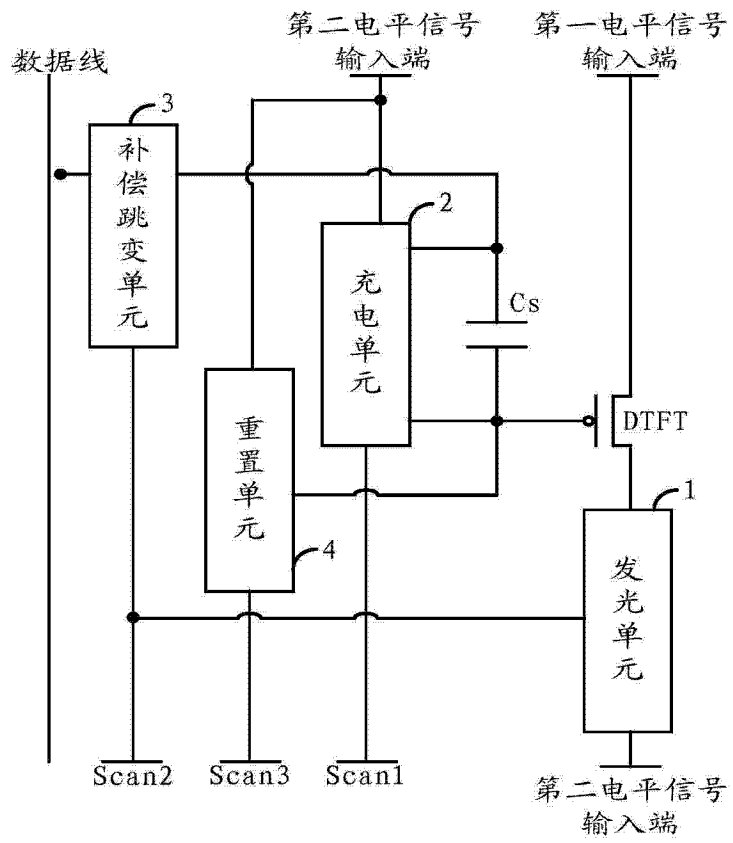 第二电平信号
输入端
第一电平信号
输入端
数据线
3
补偿跳变单元
2
充电单元
Cs
重置单元
DTFT
4
1
发光单元
Scan2
Scan3
Scan1
第二电平信号
输入端